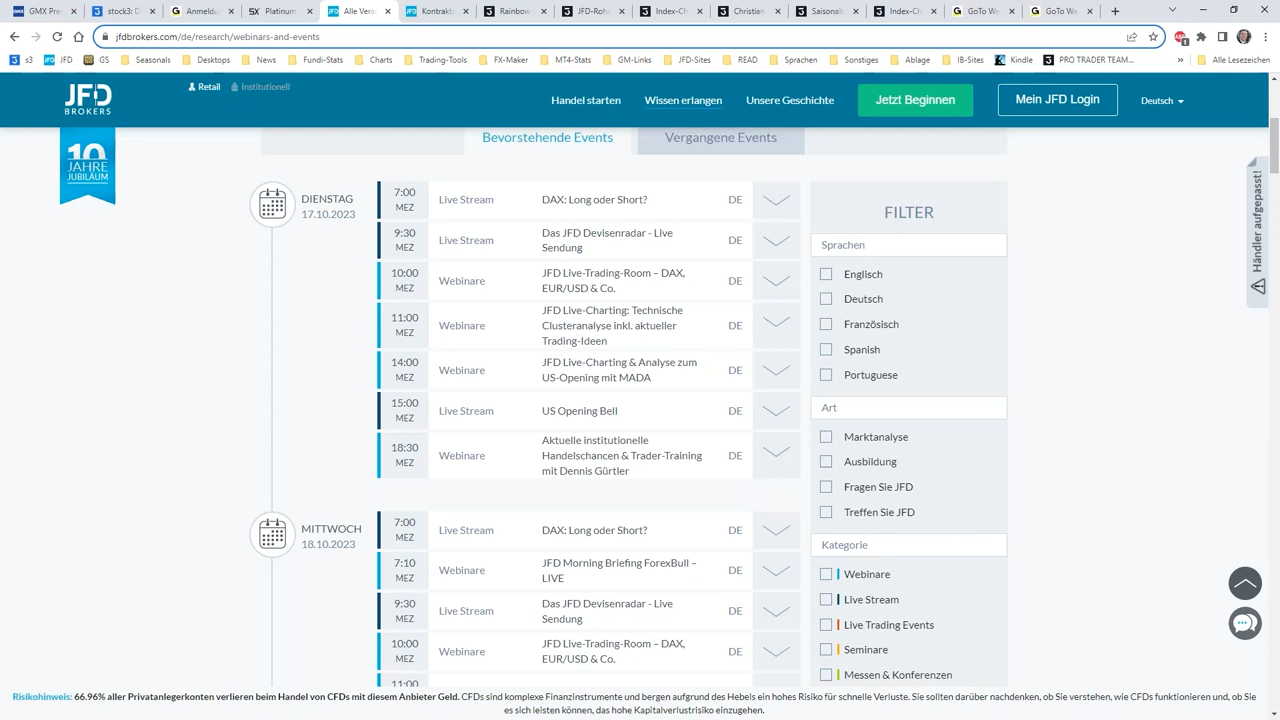 GMX Pre
stock3: D
Anmeldu
Platinum
Alle Vera
Kontrakts
Rainbow
JFD-Roh
Index-Ch
Christian
Saisonale
Index-Cl
GoTo We
GoTo We
jfdbrokers.com/de/research/webinars-and-events
s3
JFD
GS
Seasonals
Desktops
News
Fundi-Stats
Charts
Trading-Tools
FX-Maker
MT4-Stats
GM-Links
JFD-Sites
READ
Sprachen
Sonstiges
Ablage
IB-Sites
Kindle
PRO TRADER TEAM...
»
Alle Lesezeichen
JFD
BROKERS
Retail
Institutionell
Handel starten
Wissen erlangen
Unsere Geschichte
Jetzt Beginnen
Mein JFD Login
Deutsch
10
JAHRE
JUBILÄUM
Bevorstehende Events
Vergangene Events
Händler aufgepasst!
DIENSTAG
17.10.2023
7:00
MEZ
Live Stream
DAX: Long oder Short?
DE
9:30
MEZ
Live Stream
Das JFD Devisenradar - Live
Sendung
DE
10:00
MEZ
Webinare
JFD Live-Trading-Room – DAX,
EUR/USD & Co.
DE
11:00
MEZ
Webinare
JFD Live-Charting: Technische
Clusteranalyse inkl. aktueller
Trading-Ideen
DE
14:00
MEZ
Webinare
JFD Live-Charting & Analyse zum
US-Opening mit MADA
DE
15:00
MEZ
Live Stream
US Opening Bell
DE
18:30
MEZ
Webinare
Aktuelle institutionelle
Handelschancen & Trader-Training
mit Dennis Gürtler
DE
MITTWOCH
18.10.2023
7:00
MEZ
Live Stream
DAX: Long oder Short?
DE
7:10
MEZ
Webinare
JFD Morning Briefing ForexBull –
LIVE
DE
9:30
MEZ
Live Stream
Das JFD Devisenradar - Live
Sendung
DE
10:00
MEZ
Webinare
JFD Live-Trading-Room – DAX,
EUR/USD & Co.
DE
11:00
FILTER
Sprachen
Englisch
Deutsch
Französisch
Spanish
Portuguese
Art
Marktanalyse
Ausbildung
Fragen Sie JFD
Treffen Sie JFD
Kategorie
Webinare
Live Stream
Live Trading Events
Seminare
Messen & Konferenzen
Risikohinweis: 66.96% aller Privatanlegerkonten verlieren beim Handel von CFDs mit diesem Anbieter Geld. CFDs sind komplexe Finanzinstrumente und bergen aufgrund des Hebels ein hohes Risiko für schnelle Verluste. Sie sollten darüber nachdenken, ob Sie verstehen, wie CFDs funktionieren und, ob Sie
es sich leisten können, das hohe Kapitalverlustrisiko einzugehen.